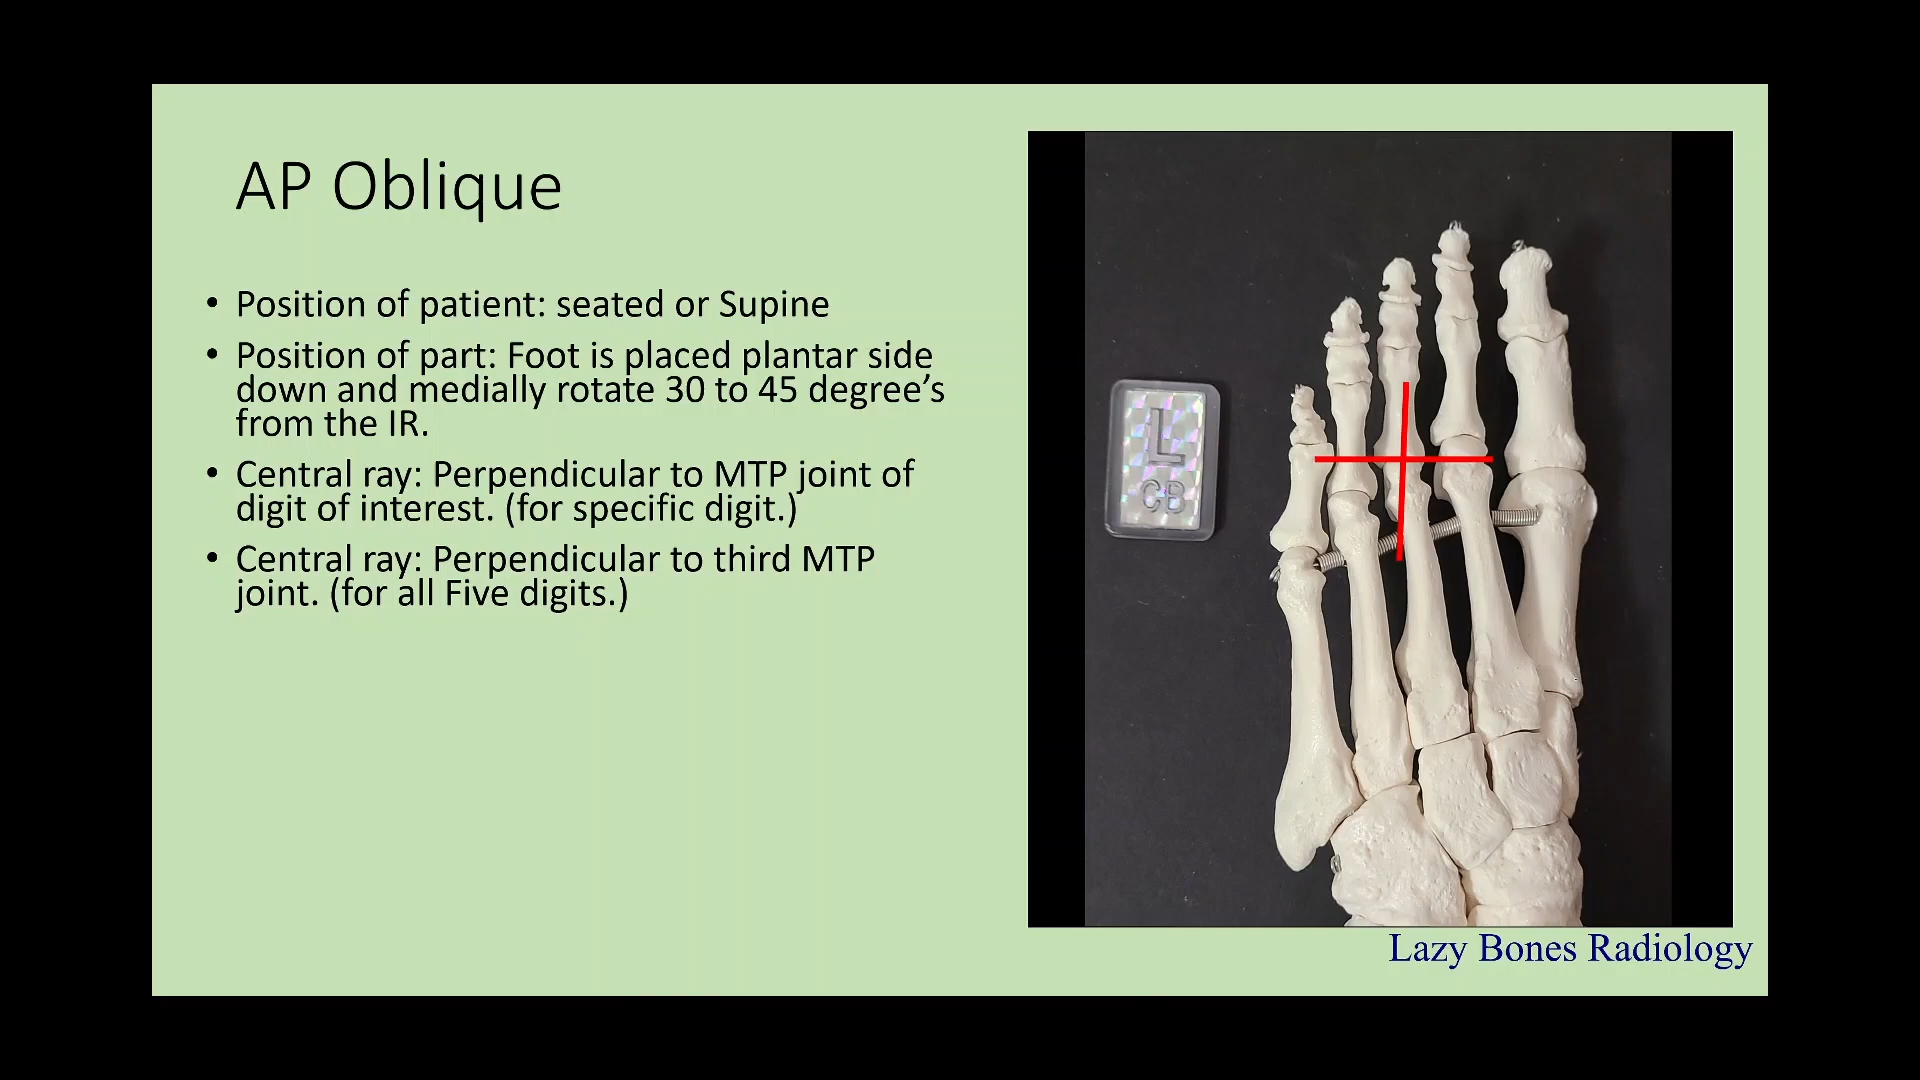 AP Oblique
• Position of patient: seated or Supine
• Position of part: Foot is placed plantar side
down and medially rotate 30 to 45 degree’s
from the IR.
• Central ray: Perpendicular to MTP joint of
digit of interest. (for specific digit.)
• Central ray: Perpendicular to third MTP
joint. (for all Five digits.)
L
CB
Lazy Bones Radiology